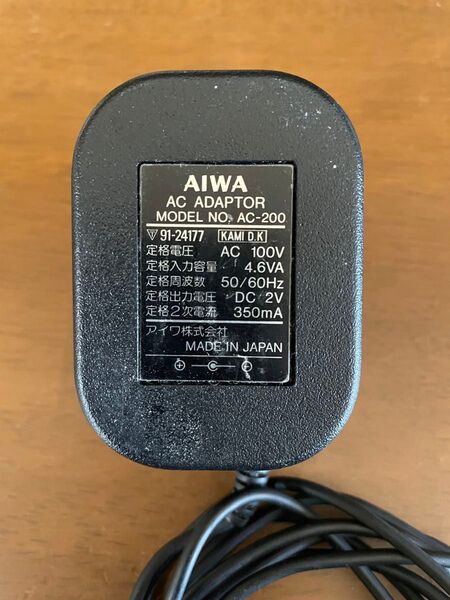 AIWA
AC ADAPTOR
MODEL NO. AC-200
91-24177 KAMI D.K
定格電圧 AC 100V
定格入力容量 4.6VA
定格周波数 50/60Hz
定格出力電圧 DC 2V
定格2次電流 350mA
アイワ株式会社
MADE IN JAPAN